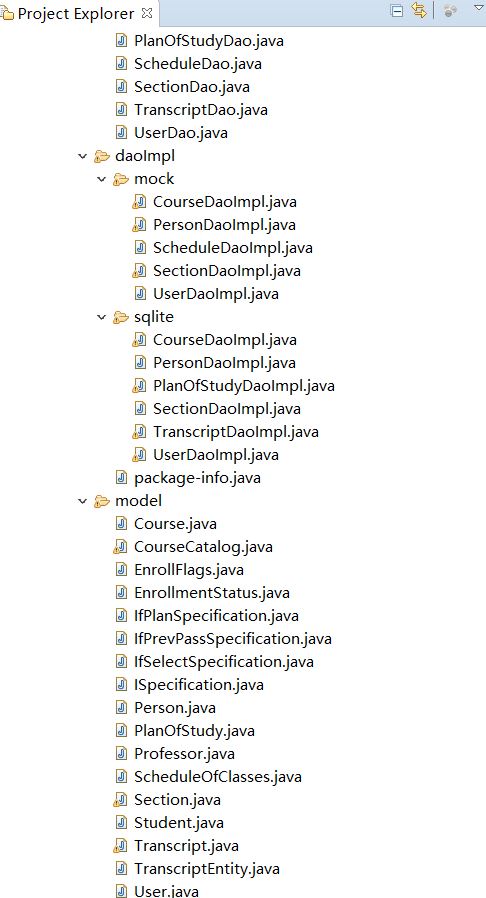 Project Explorer
PlanOfStudyDao.java
ScheduleDao.java
SectionDao.java
TranscriptDao.java
UserDao.java
daoImpl
mock
CourseDaoImpl.java
PersonDaoImpl.java
ScheduleDaoImpl.java
SectionDaoImpl.java
UserDaoImpl.java
sqlite
CourseDaoImpl.java
PersonDaoImpl.java
PlanOfStudyDaoImpl.java
SectionDaoImpl.java
TranscriptDaoImpl.java
UserDaoImpl.java
package-info.java
model
Course.java
CourseCatalog.java
EnrollFlags.java
EnrollmentStatus.java
IfPlanSpecification.java
IfPrevPassSpecification.java
IfSelectSpecification.java
ISpecification.java
Person.java
PlanOfStudy.java
Professor.java
ScheduleOfClasses.java
Section.java
Student.java
Transcript.java
TranscriptEntity.java
User.java